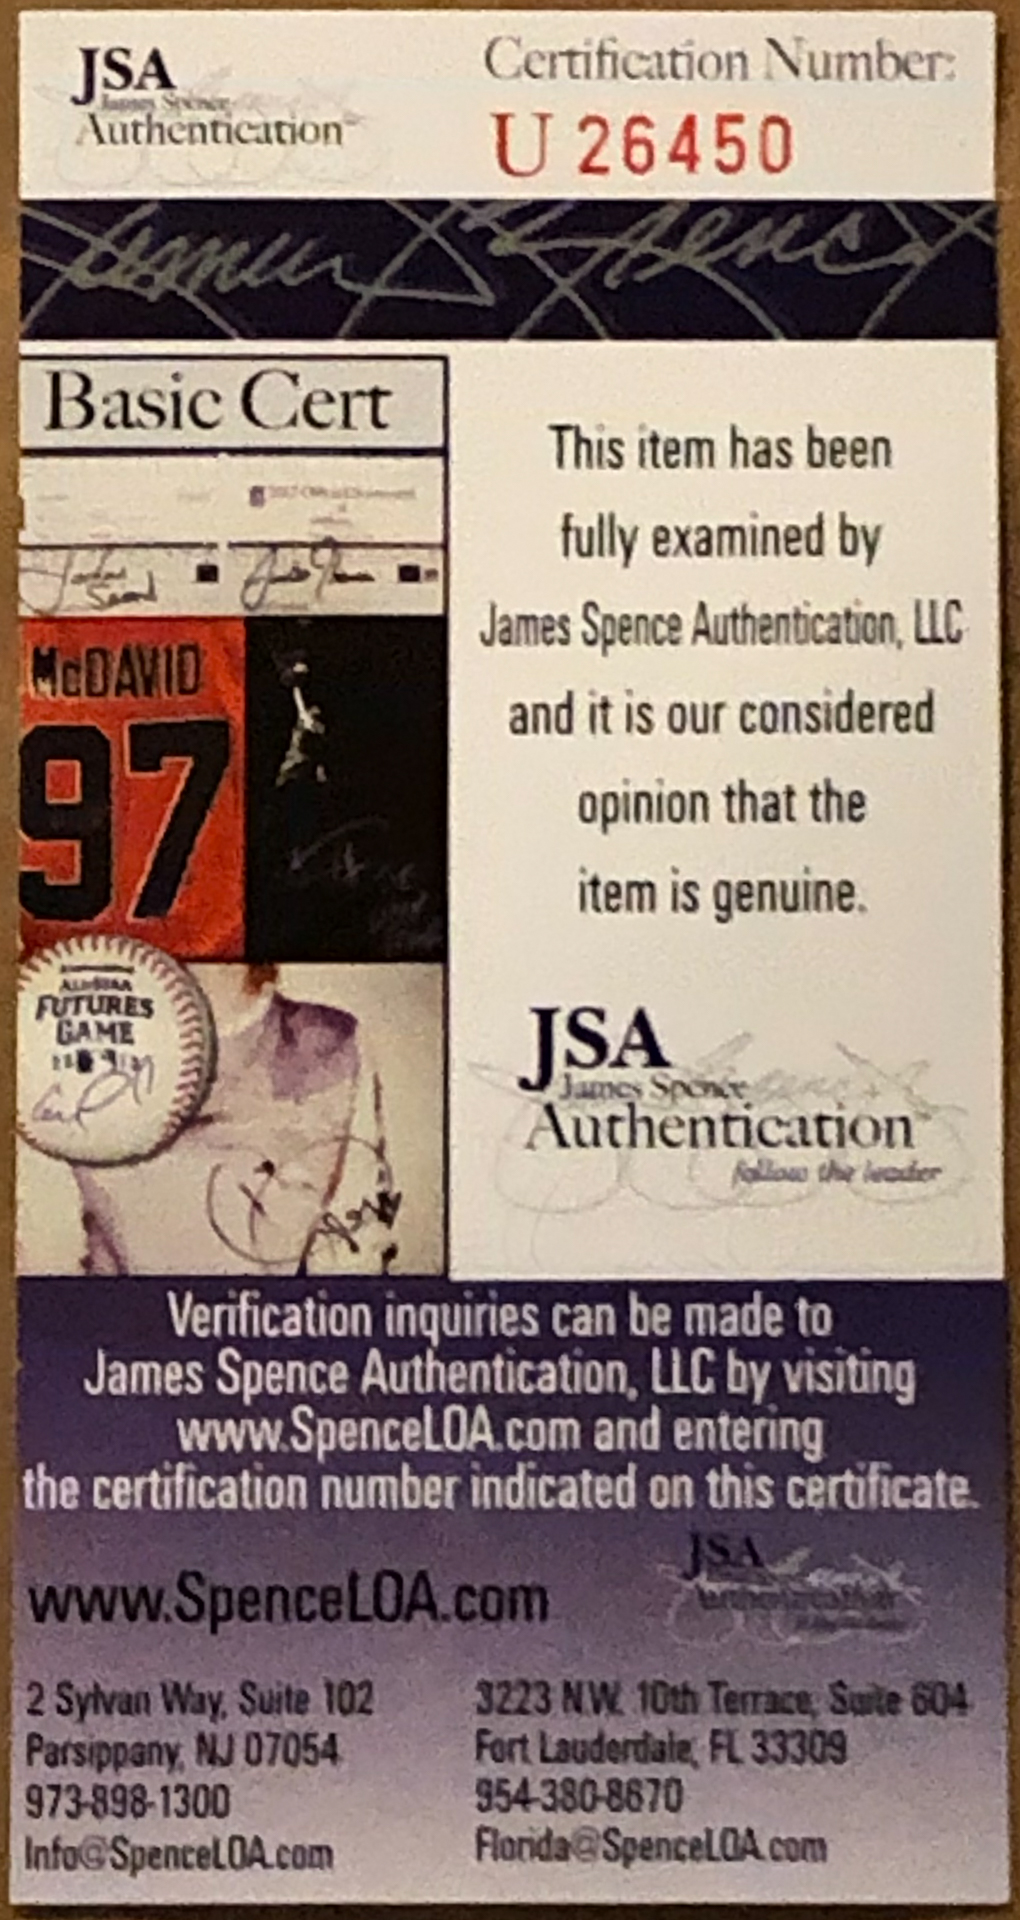 JSA
James Spence
Authentication
Certification Number:
U 26450
Basic Cert
This item has been
fully examined by
James Spence Authentication, LLC
and it is our considered
opinion that the
item is genuine.
McDAVID
97
FUTURES
GAME
JSA
James Spence
Authentication
follow the leader
Verification inquiries can be made to
James Spence Authentication, LLC by visiting
www.SpenceLOA.com and entering
the certification number indicated on this certificate.
JSA
www.SpenceLOA.com
2 Sylvan Way, Suite 102
Parsippany, NJ 07054
973-898-1300
Info@SpenceLOA.com
3223 N.W. 10th Terrace, Suite 604
Fort Lauderdale, FL 33309
954-380-8670
Florida@SpenceLOA.com